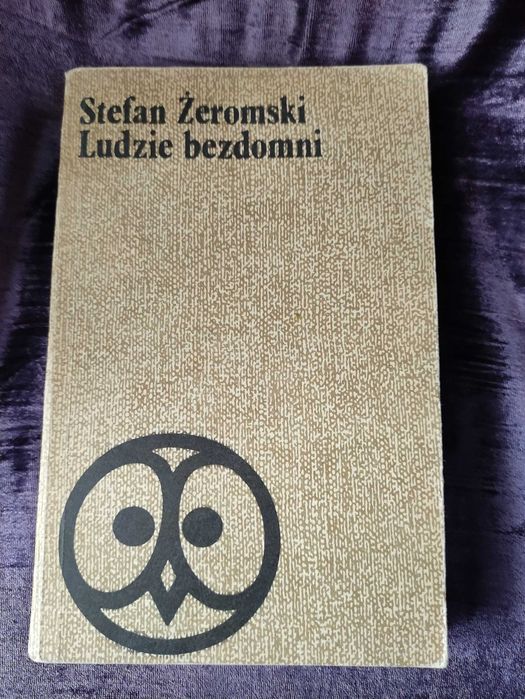 Stefan Żeromski
Ludzie bezdomni